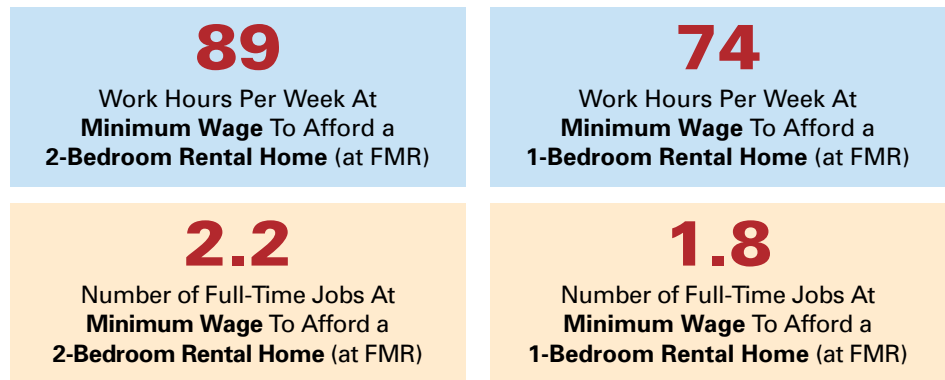 89
Work Hours Per Week At
Minimum Wage To Afford a
2-Bedroom Rental Home (at FMR)
74
Work Hours Per Week At
Minimum Wage To Afford a
1-Bedroom Rental Home (at FMR)
2.2
Number of Full-Time Jobs At
Minimum Wage To Afford a
2-Bedroom Rental Home (at FMR)
1.8
Number of Full-Time Jobs At
Minimum Wage To Afford a
1-Bedroom Rental Home (at FMR)